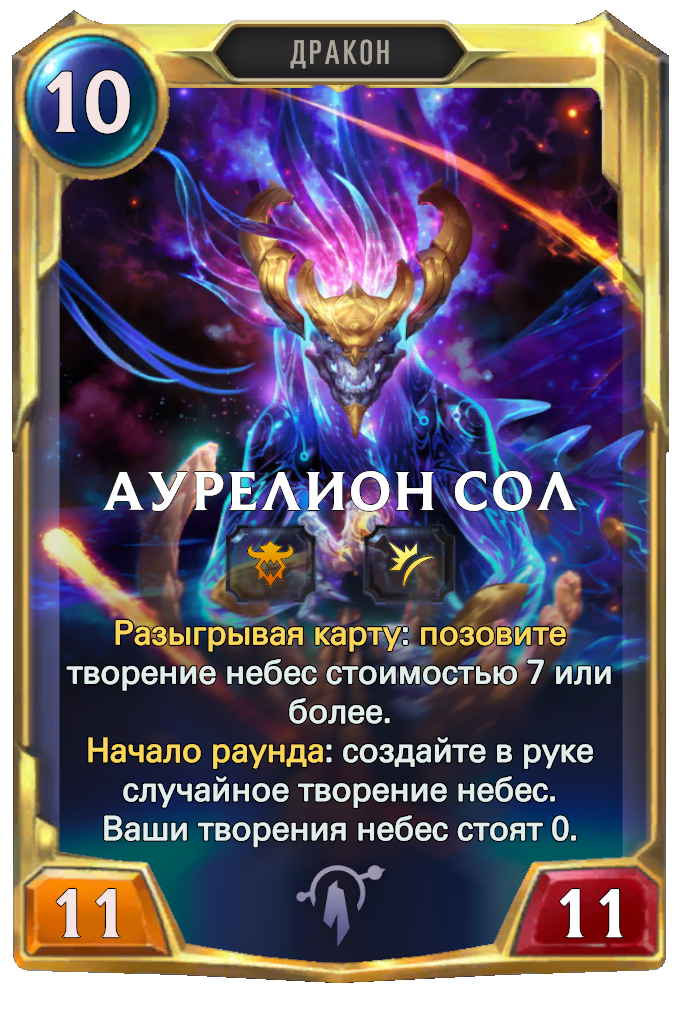 ДРАКОН
10
АУРЕЛИОН СОЛ
Разыгрывая карту: позовите
творение небес стоимостью 7 или
более.
Начало раунда: создайте в руке
случайное творение небес.
Ваши творения небес стоят 0.
11
11